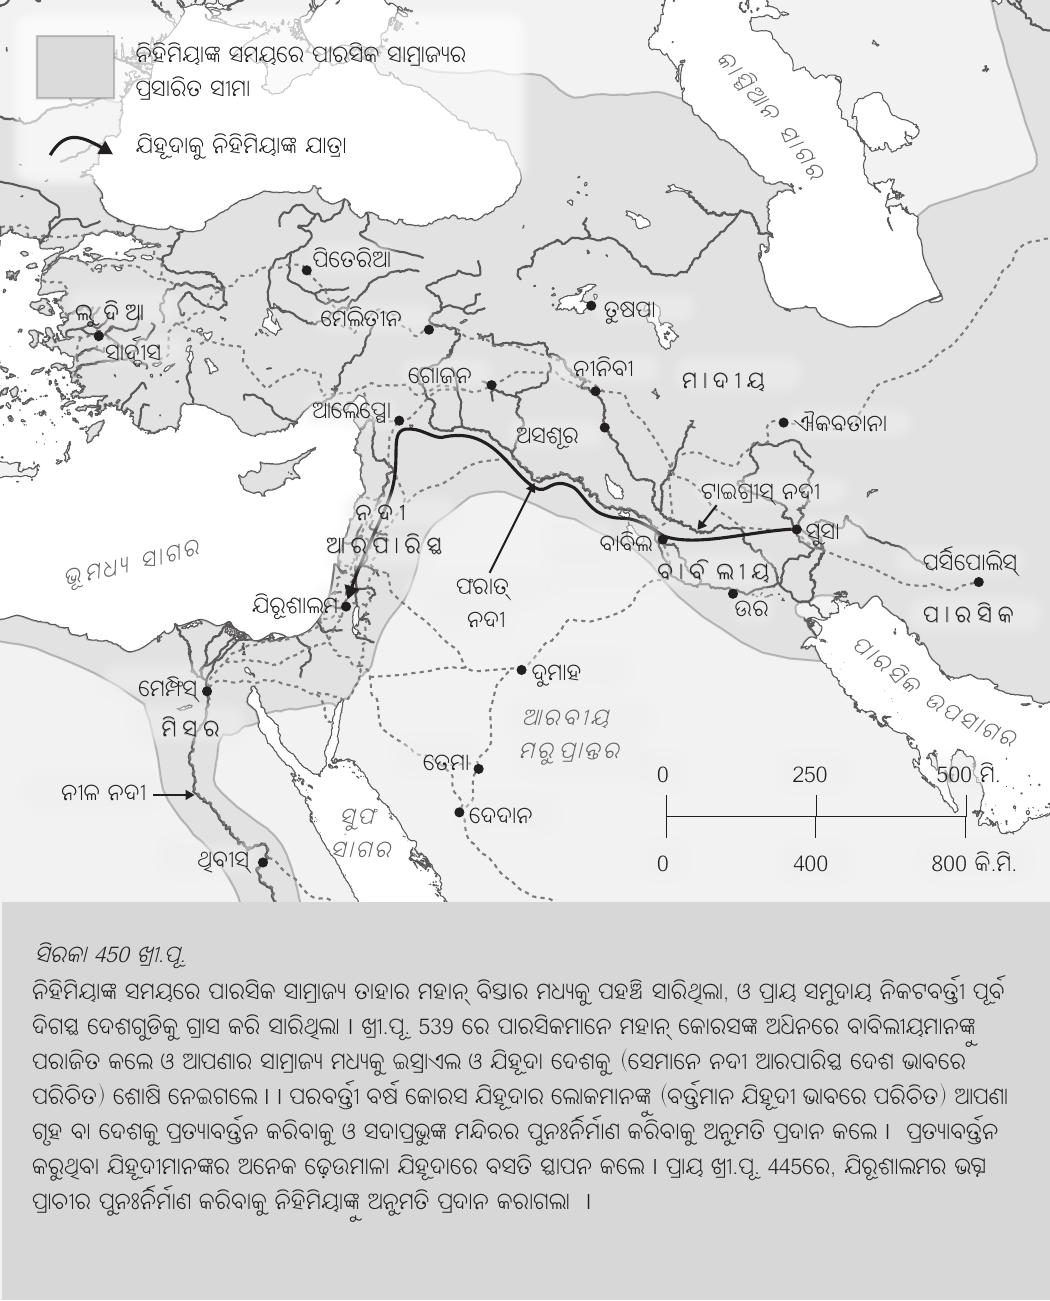 ନିହିମିୟାଙ୍କ ସମୟରେ ପାରସିକ ସାମ୍ରାଜ୍ୟର
ପ୍ରସାରିତ ସୀମା
ଯିହୂଦାକୁ ନିହିମିୟାଙ୍କ ଯାତ୍ରା
କାସ୍ପିଆନ ସାଗର
ପିତେରିଆ
ଲୁଦିଆ
ସାର୍ଦ୍ଦୀସ
ମେଲିତୀନ
ତୁଷପା
ଗୋଜନ
ନୀନିବୀ
ମାଦୀୟ
ଆଲେପ୍ପୋ
ଅସଶୂର
ଐକବତାନା
ଟାଇଗ୍ରୀସ୍ ନଦୀ
ନଦୀ
ଆରପାରିସ୍ଥ
ବାବିଲ
ସୁସା
ଭୂମଧ୍ୟ ସାଗର
ଫରାତ୍
ନଦୀ
ବାବିଲୀୟ
ପର୍ସିପୋଲିସ୍
ଯିରୂଶାଲମ
ଉର
ପାରସିକ
ପାରସିକ ଉପସାଗର
ମେମ୍ଫିସ୍
ମିସର
ଦୁମାହ
ଆରବୀୟ
ମରୁପ୍ରାନ୍ତର
ତେମା
ନୀଳ ନଦୀ
ସୁଫ
ସାଗର
ଦେଦାନ
ଥିବୀସ୍
0 250 500 ମି.
0 400 800 କି.ମି.
ସିରକା 450 ଖ୍ରୀ.ପୂ.
ନିହିମିୟାଙ୍କ ସମୟରେ ପାରସିକ ସାମ୍ରାଜ୍ୟ ତାହାର ମହାନ୍ ବିସ୍ତାର ମଧ୍ୟକୁ ପହଞ୍ଚି ସାରିଥିଲା, ଓ ପ୍ରାୟ ସମୁଦାୟ ନିକଟବର୍ତ୍ତୀ ପୂର୍ବ
ଦିଗସ୍ଥ ଦେଶଗୁଡିକୁ ଗ୍ରାସ କରି ସାରିଥିଲା । ଖ୍ରୀ.ପୂ. 539 ରେ ପାରସିକମାନେ ମହାନ୍ କୋରସଙ୍କ ଅଧିନରେ ବାବିଲୀୟମାନଙ୍କୁ
ପରାଜିତ କଲେ ଓ ଆପଣାର ସାମ୍ରାଜ୍ୟ ମଧ୍ୟକୁ ଇସ୍ରାଏଲ ଓ ଯିହୂଦା ଦେଶକୁ (ସେମାନେ ନଦୀ ଆରପାରିସ୍ଥ ଦେଶ ଭାବରେ
ପରିଚିତ) ଶୋଷି ନେଇଗଲେ । । ପରବର୍ତ୍ତୀ ବର୍ଷ କୋରସ ଯିହୂଦାର ଲୋକମାନଙ୍କୁ (ବର୍ତ୍ତମାନ ଯିହୂଦୀ ଭାବରେ ପରିଚିତ) ଆପଣା
ଗୃହ ବା ଦେଶକୁ ପ୍ରତ୍ୟାବର୍ତ୍ତନ କରିବାକୁ ଓ ସଦାପ୍ରଭୁଙ୍କ ମନ୍ଦିରର ପୁନଃର୍ନିର୍ମାଣ କରିବାକୁ ଅନୁମତି ପ୍ରଦାନ କଲେ । ପ୍ରତ୍ୟାବର୍ତ୍ତନ
କରୁଥିବା ଯିହୂଦୀମାନଙ୍କର ଅନେକ ଢ଼େଉମାଳା ଯିହୂଦାରେ ବସତି ସ୍ଥାପନ କଲେ । ପ୍ରାୟ ଖ୍ରୀ.ପୂ. 445ରେ, ଯିରୂଶାଲମର ଭଗ୍ନ
ପ୍ରାଚୀର ପୁନଃର୍ନିର୍ମାଣ କରିବାକୁ ନିହିମିୟାଙ୍କୁ ଅନୁମତି ପ୍ରଦାନ କରାଗଲା ।